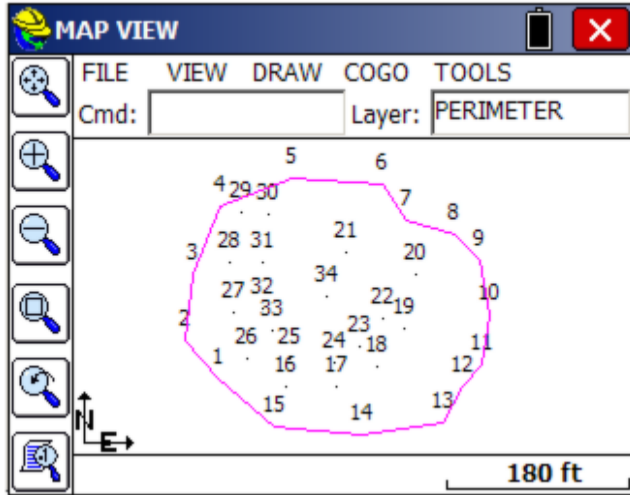 MAP VIEW
FILE VIEW DRAW COGO TOOLS
Cmd: Layer: PERIMETER
5 6
4 29 30 7
8
21 9
28 31
3 20
34
27 32 22 10
33 19
2 23
26 25 24 18 11
1 16 17 12
15 14 13
N
E
180 ft